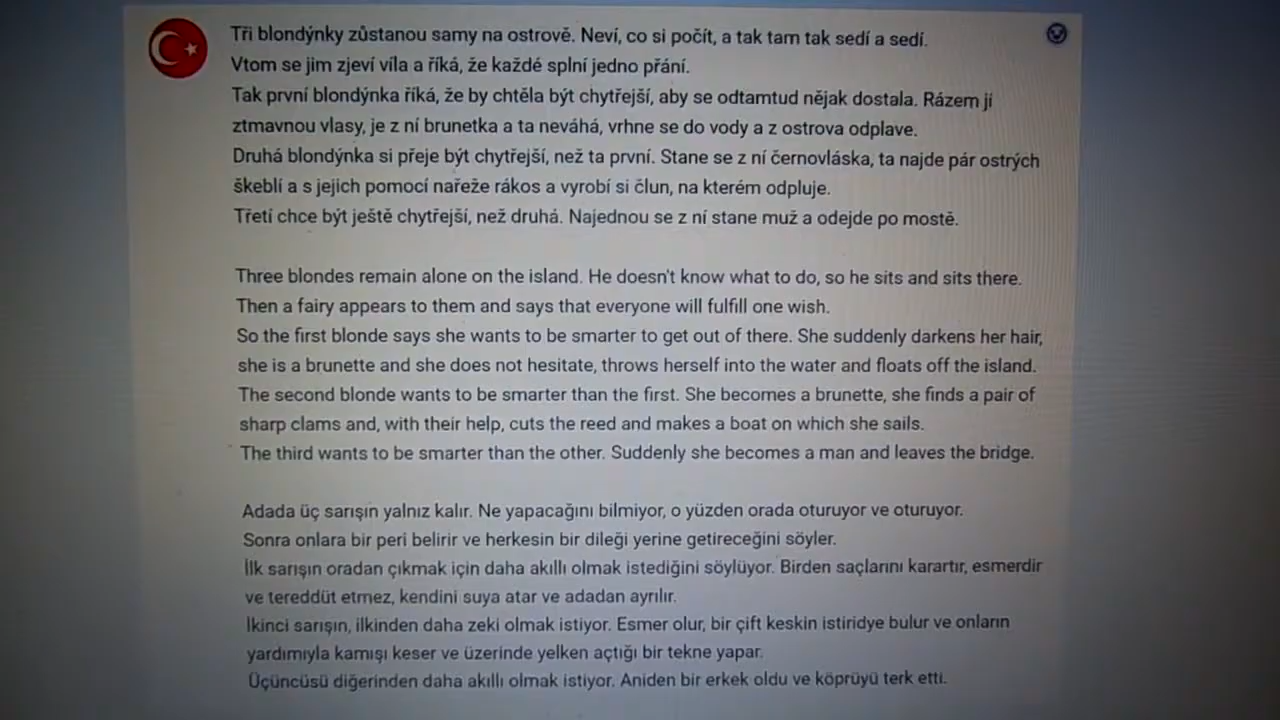 Tři blondýnky zůstanou samy na ostrově. Neví, co si počít, a tak tam tak sedí a sedí.
Vtom se jim zjeví víla a říká, že každé splní jedno přání.
Tak první blondýnka říká, že by chtěla být chytřejší, aby se odtamtud nějak dostala. Rázem jí
ztmavnou vlasy, je z ní brunetka a ta neváhá, vrhne se do vody a z ostrova odplave.
Druhá blondýnka si přeje být chytřejší, než ta první. Stane se z ní černovláska, ta najde pár ostrých
škeblí a s jejich pomocí nařeže rákos a vyrobí si člun, na kterém odpluje.
Třetí chce být ještě chytřejší, než druhá. Najednou se z ní stane muž a odejde po mostě.
Three blondes remain alone on the island. He doesn't know what to do, so he sits and sits there.
Then a fairy appears to them and says that everyone will fulfill one wish.
So the first blonde says she wants to be smarter to get out of there. She suddenly darkens her hair,
she is a brunette and she does not hesitate, throws herself into the water and floats off the island.
The second blonde wants to be smarter than the first. She becomes a brunette, she finds a pair of
sharp clams and, with their help, cuts the reed and makes a boat on which she sails.
The third wants to be smarter than the other. Suddenly she becomes a man and leaves the bridge.
Adada üç sarışın yalnız kalır. Ne yapacağını bilmiyor, o yüzden orada oturuyor ve oturuyor.
Sonra onlara bir peri belirir ve herkesin bir dileği yerine getireceğini söyler.
İlk sarışın oradan çıkmak için daha akıllı olmak istediğini söylüyor. Birden saçlarını karartır, esmerdir
ve tereddüt etmez, kendini suya atar ve adadan ayrılır.
İkinci sarışın, ilkinden daha zeki olmak istiyor. Esmer olur, bir çift keskin istiridye bulur ve onların
yardımıyla kamışı keser ve üzerinde yelken açtığı bir tekne yapar.
Üçüncüsü diğerinden daha akıllı olmak istiyor. Aniden bir erkek oldu ve köprüyü terk etti.